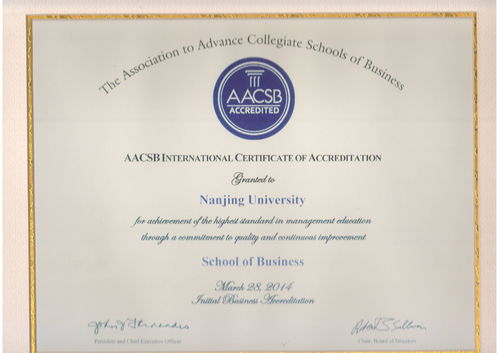 The Association to Advance Collegiate Schools of Business
AACSB
ACCREDITED
AACSB INTERNATIONAL CERTIFICATE OF ACCREDITATION
Granted to
Nanjing University
for achievement of the highest standard in management education
through a commitment to quality and continuous improvement
School of Business
March 28, 2014
Initial Business Accreditation
President and Chief Executive Officer
Chair, Board of Directors